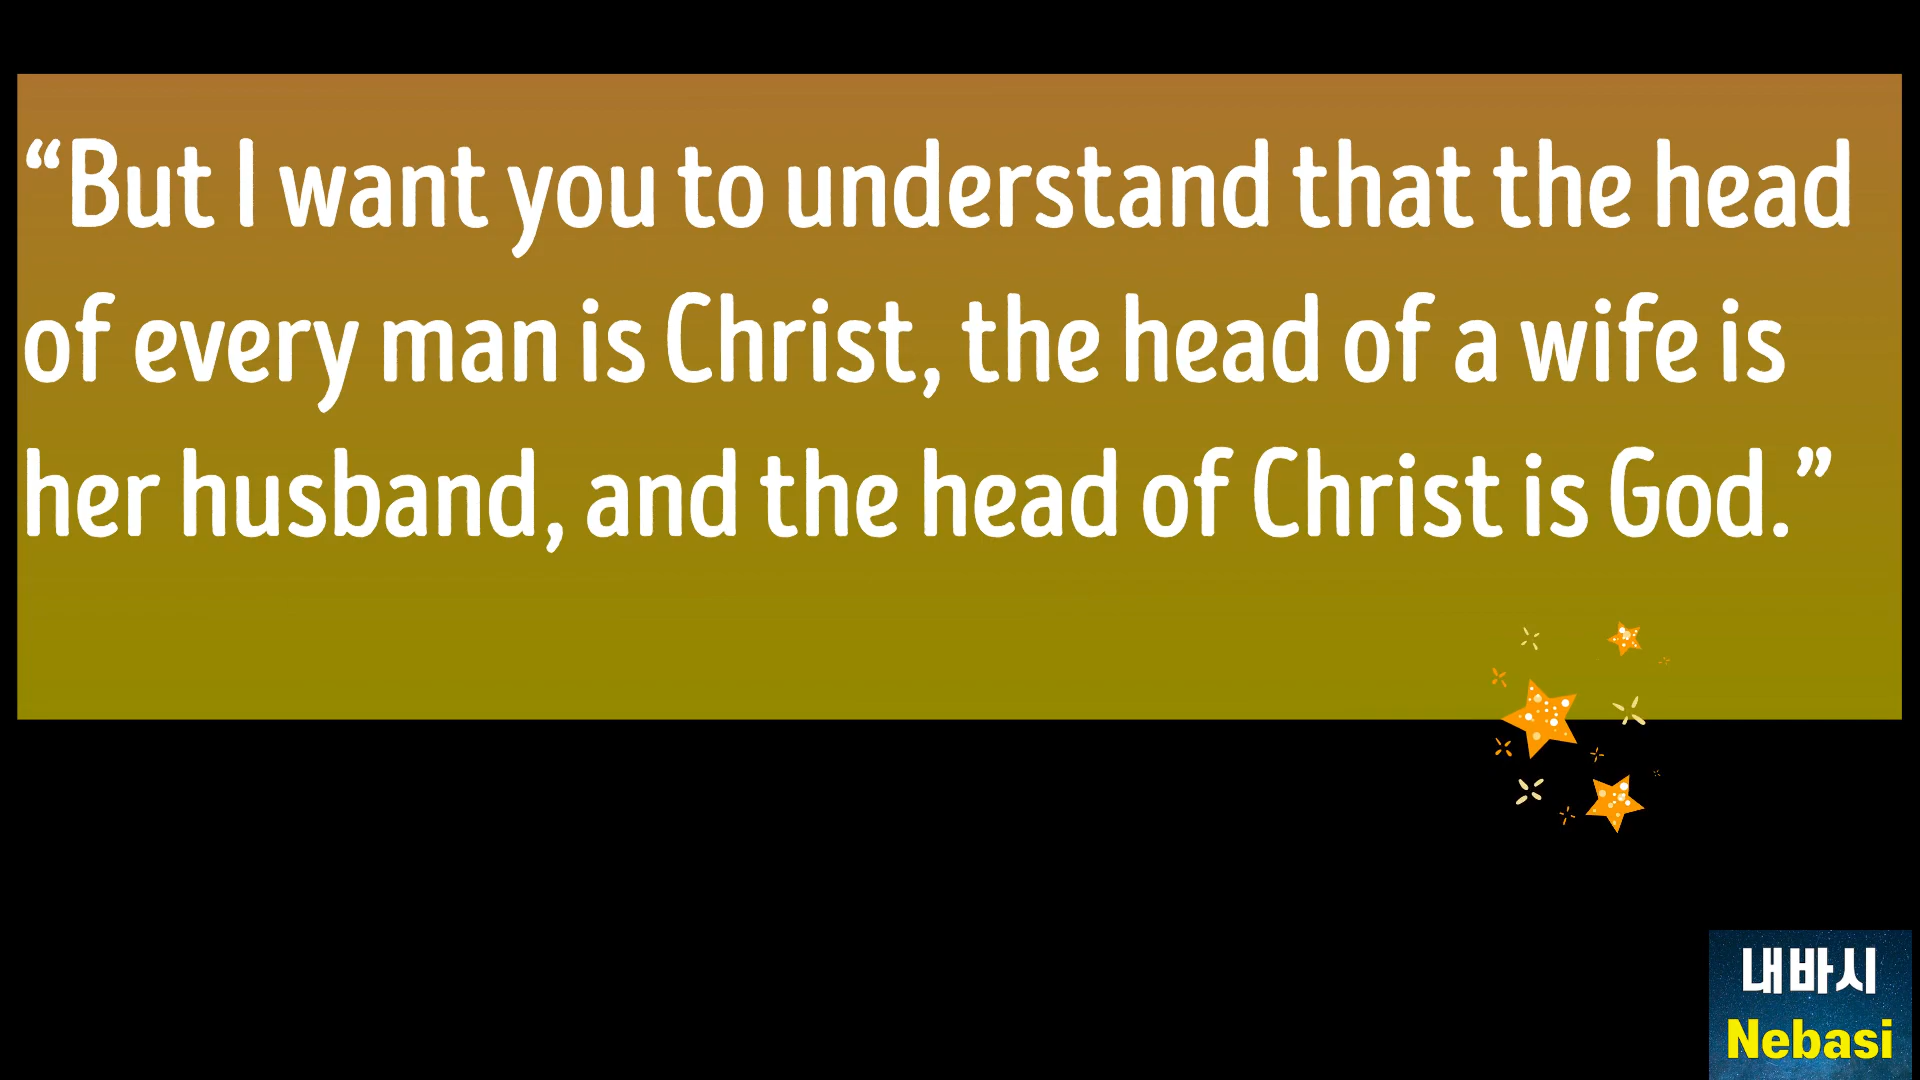 “But I want you to understand that the head
of every man is Christ, the head of a wife is
her husband, and the head of Christ is God.”
내바시
Nebasi